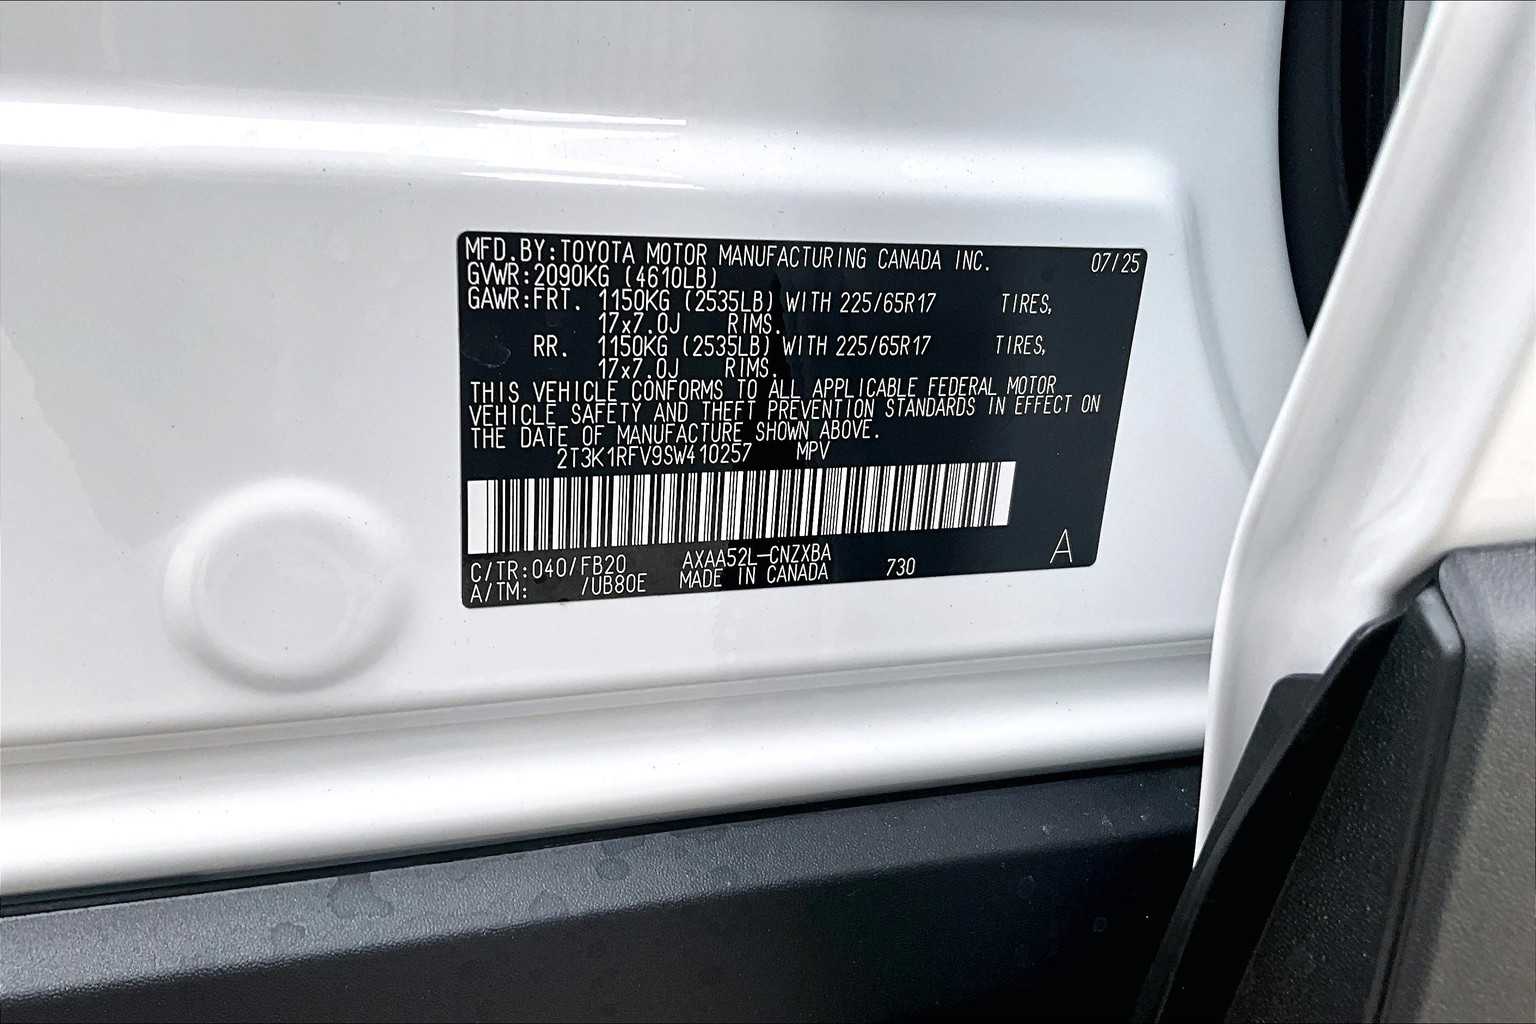 MFD.BY:TOYOTA MOTOR MANUFACTURING CANADA INC. 07/25
GVWR:2090KG (4610LB)
GAWR:FRT. 1150KG (2535LB) WITH 225/65R17 TIRES,
17x7.0J RIMS.
RR. 1150KG (2535LB) WITH 225/65R17 TIRES,
17x7.0J RIMS.
THIS VEHICLE CONFORMS TO ALL APPLICABLE FEDERAL MOTOR
VEHICLE SAFETY AND THEFT PREVENTION STANDARDS IN EFFECT ON
THE DATE OF MANUFACTURE SHOWN ABOVE.
2T3K1RFV9SW410257 MPV
C/TR:040/FB20 AXAA52L-CNZXBA A
A/TM: /UB80E MADE IN CANADA 730